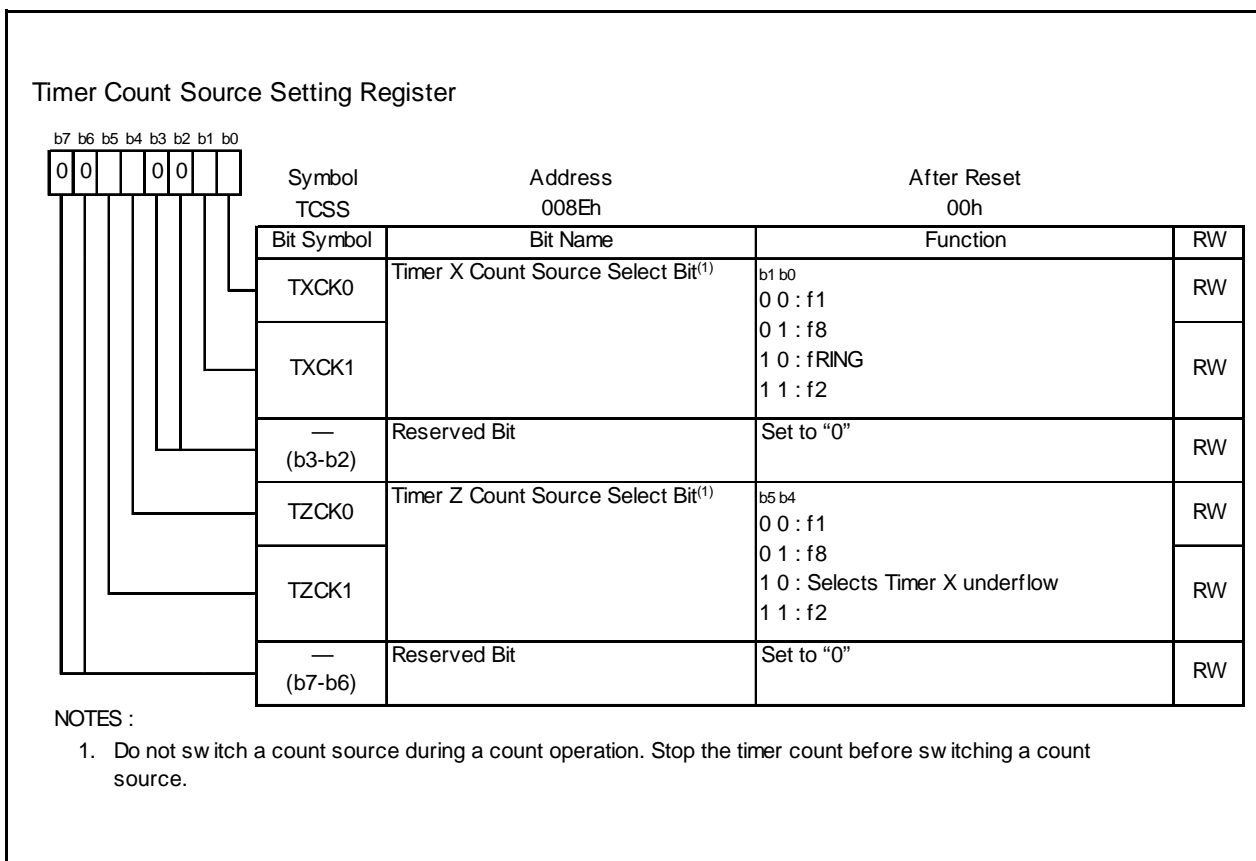 Timer Count Source Setting Register
b7 b6 b5 b4 b3 b2 b1 b0
0 0 0 0
Symbol Address After Reset
TCSS 008Eh 00h
Bit Symbol Bit Name Function RW
TXCK0 Timer X Count Source Select Bit(1) b1 b0 RW
0 0 : f1
0 1 : f8
TXCK1 1 0 : fRING RW
1 1 : f2
— Reserved Bit Set to “0” RW
(b3-b2)
TZCK0 Timer Z Count Source Select Bit(1) b5 b4 RW
0 0 : f1
0 1 : f8
TZCK1 1 0 : Selects Timer X underflow RW
1 1 : f2
— Reserved Bit Set to “0” RW
(b7-b6)
NOTES :
1. Do not switch a count source during a count operation. Stop the timer count before switching a count
source.